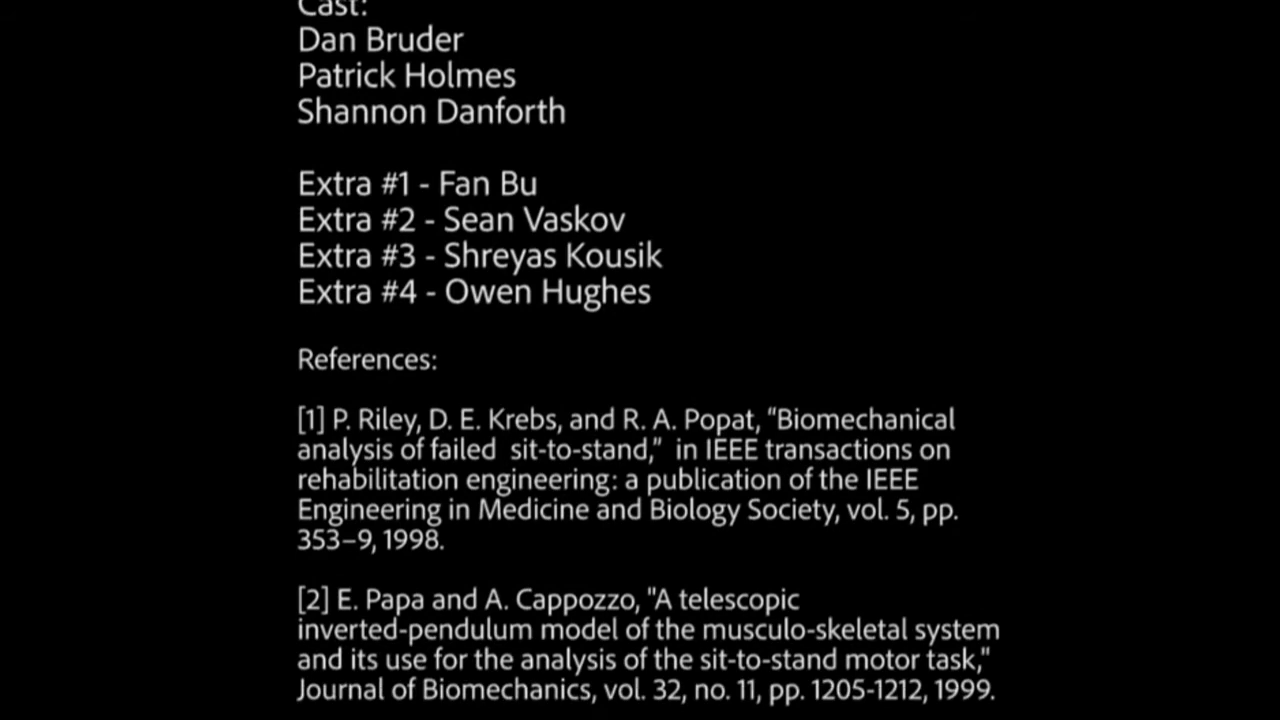 Cast:
Dan Bruder
Patrick Holmes
Shannon Danforth
Extra #1 - Fan Bu
Extra #2 - Sean Vaskov
Extra #3 - Shreyas Kousik
Extra #4 - Owen Hughes
References:
[1] P. Riley, D. E. Krebs, and R. A. Popat, “Biomechanical
analysis of failed  sit-to-stand,”  in IEEE transactions on
rehabilitation engineering: a publication of the IEEE
Engineering in Medicine and Biology Society, vol. 5, pp.
353–9, 1998.
[2] E. Papa and A. Cappozzo, "A telescopic
inverted-pendulum model of the musculo-skeletal system
and its use for the analysis of the sit-to-stand motor task,"
Journal of Biomechanics, vol. 32, no. 11, pp. 1205-1212, 1999.